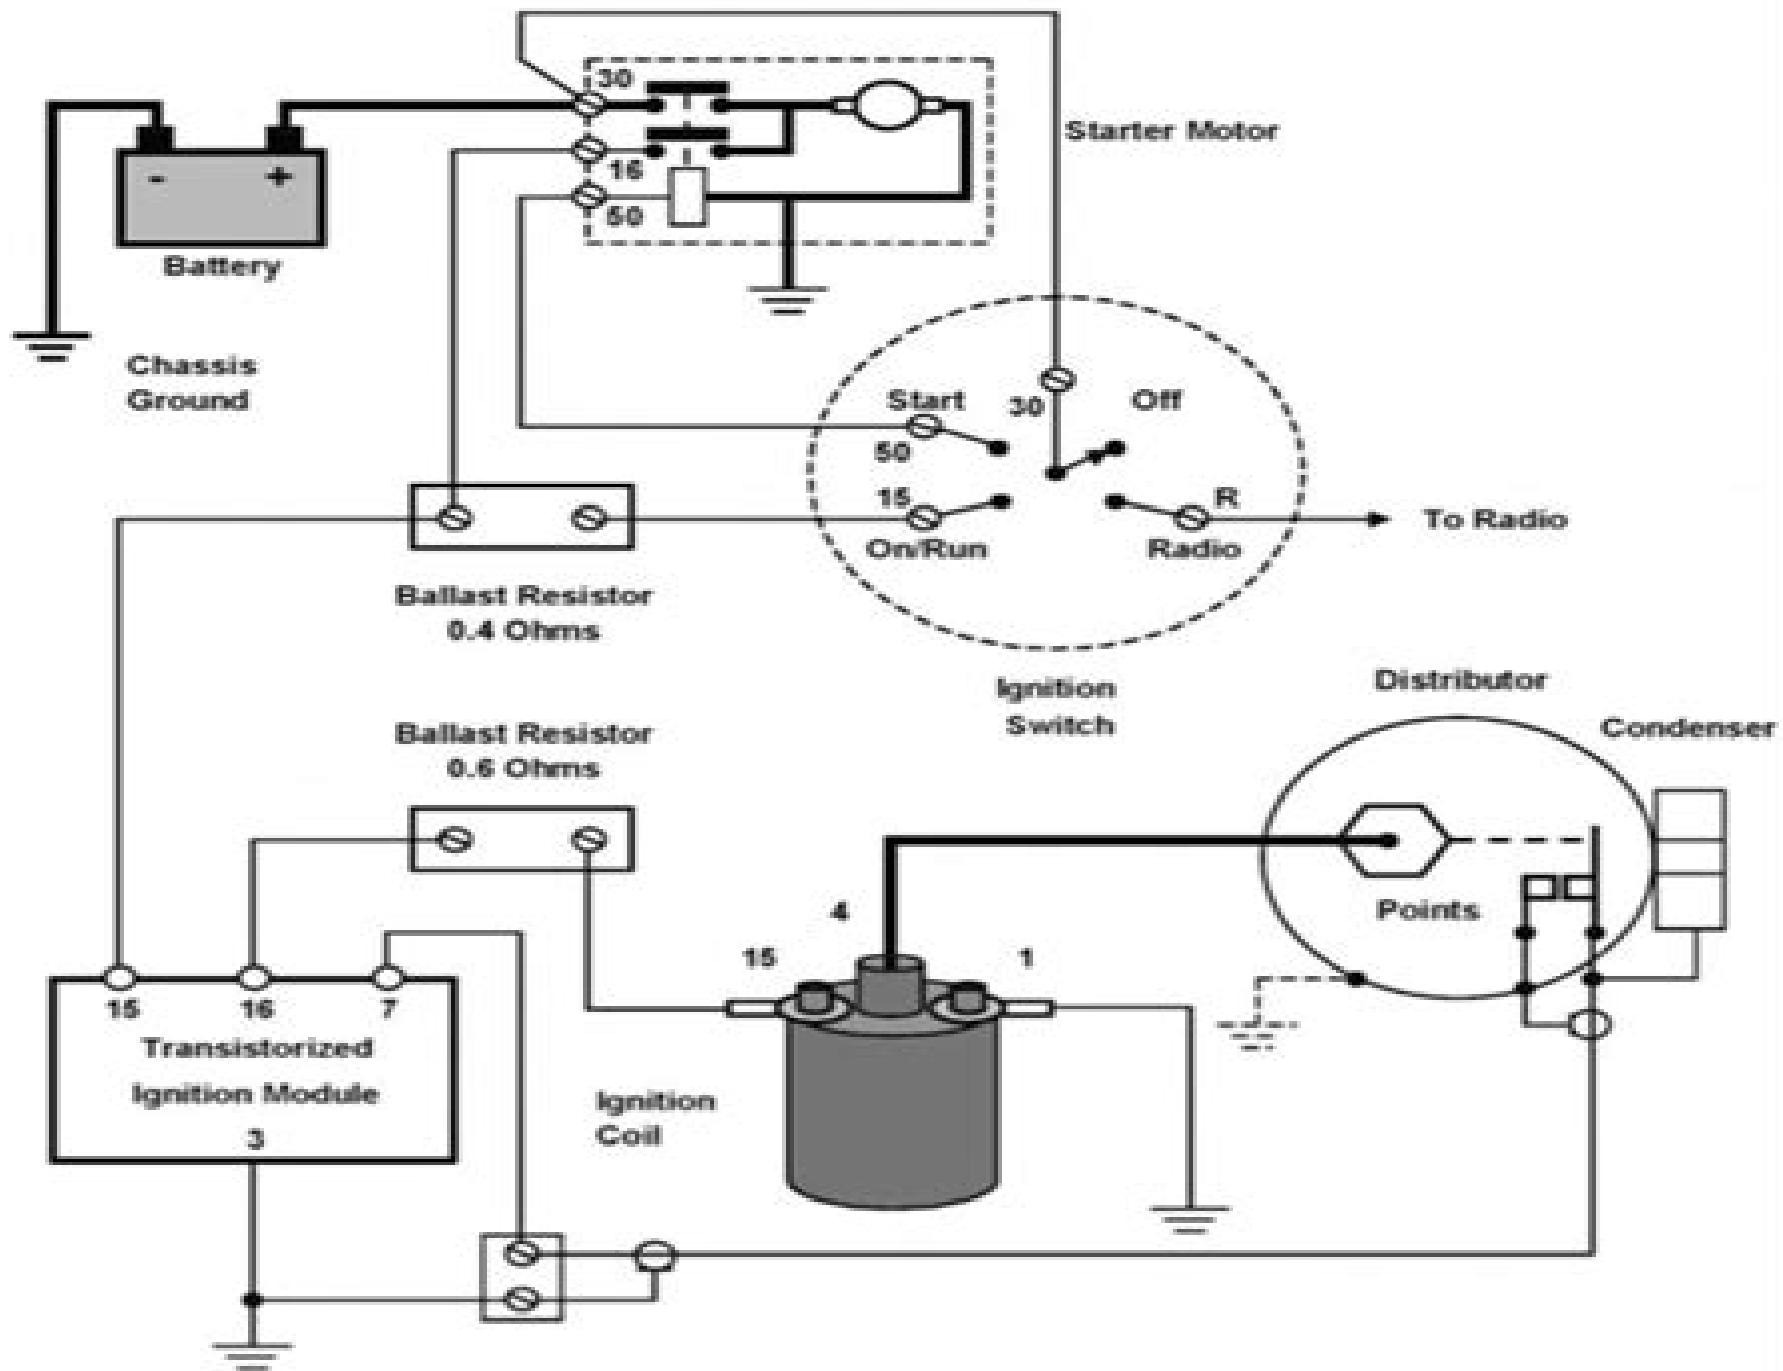 30
Starter Motor
16
50
- +
Battery
Chassis
Ground
Start
30
Off
50
15
R
On/Run
Radio
To Radio
Ballast Resistor
0.4 Ohms
Ignition
Switch
Distributor
Condenser
Ballast Resistor
0.6 Ohms
Points
4
15
1
15
16
7
Transistorized
Ignition Module
3
Ignition
Coil